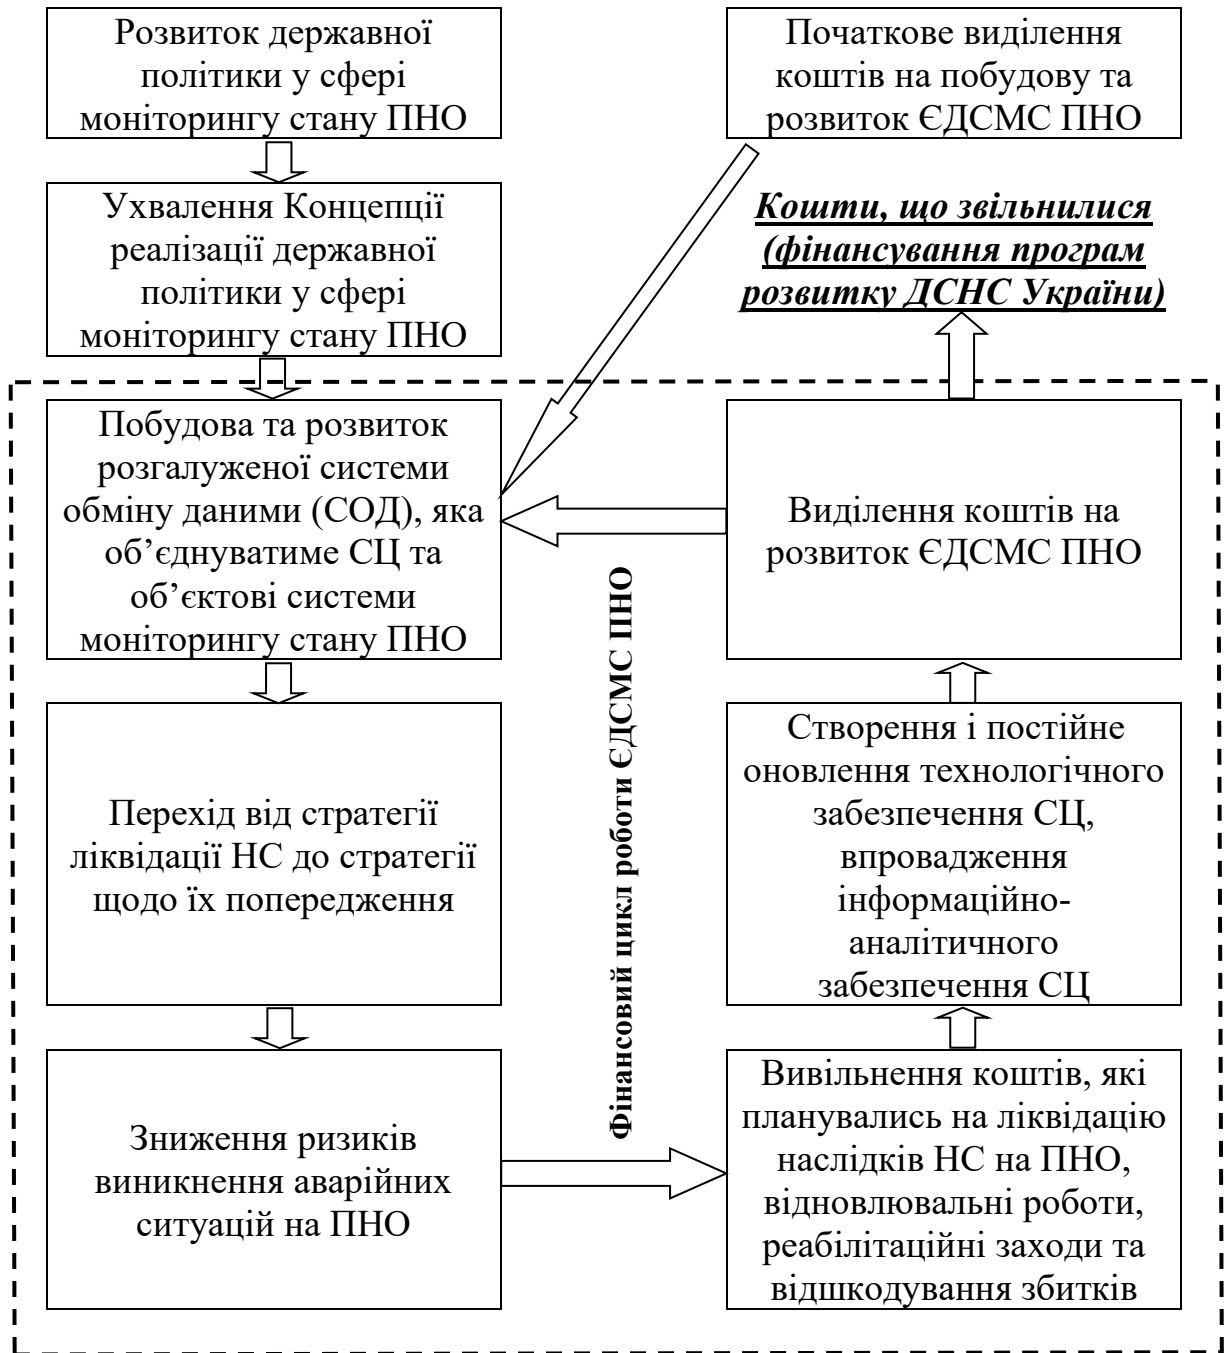 Розвиток державної
політики у сфері
моніторингу стану ПНО
Початкове виділення
коштів на побудову та
розвиток ЄДСМС ПНО
Ухвалення Концепції
реалізації державної
політики у сфері
моніторингу стану ПНО
Кошти, що звільнилися
(фінансування програм
розвитку ДСНС України)
Побудова та розвиток
розгалуженої системи
обміну даними (СОД), яка
об’єднуватиме СЦ та
об’єктові системи
моніторингу стану ПНО
Виділення коштів на
розвиток ЄДСМС ПНО
Фінансовий цикл роботи ЄДСМС ПНО
Перехід від стратегії
ліквідації НС до стратегії
щодо їх попередження
Створення і постійне
оновлення технологічного
забезпечення СЦ,
впровадження
інформаційно-
аналітичного
забезпечення СЦ
Зниження ризиків
виникнення аварійних
ситуацій на ПНО
Вивільнення коштів, які
планувались на ліквідацію
наслідків НС на ПНО,
відновлювальні роботи,
реабілітаційні заходи та
відшкодування збитків